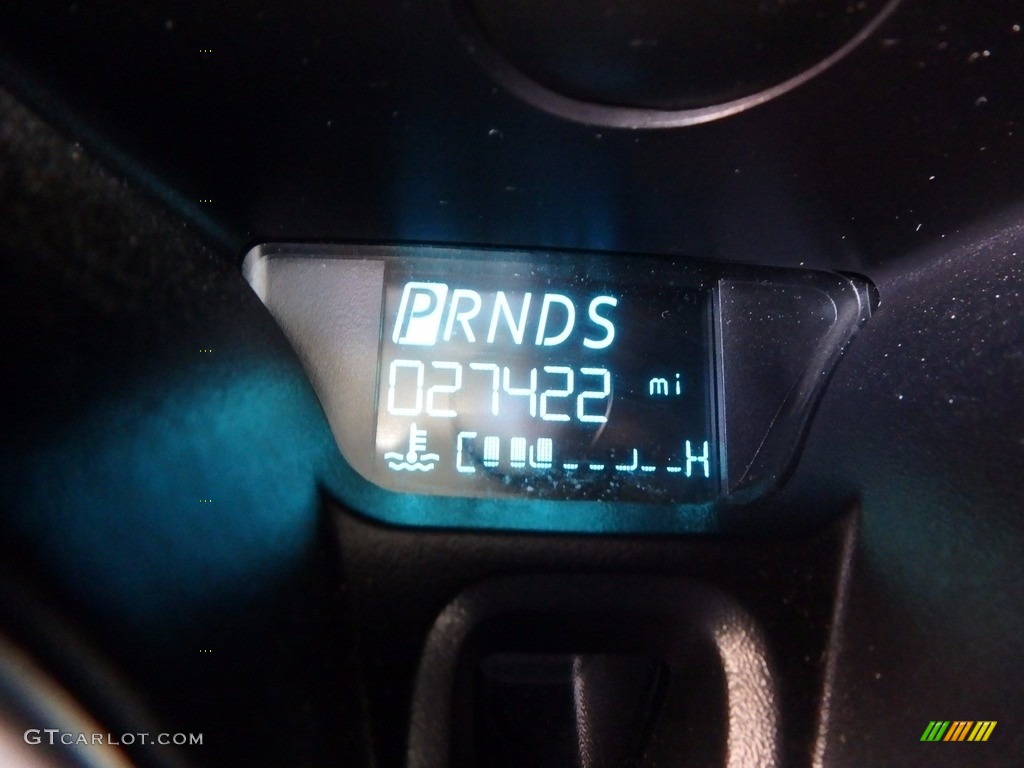 PRNDS
027422 mi
C H
GTcarlot.com